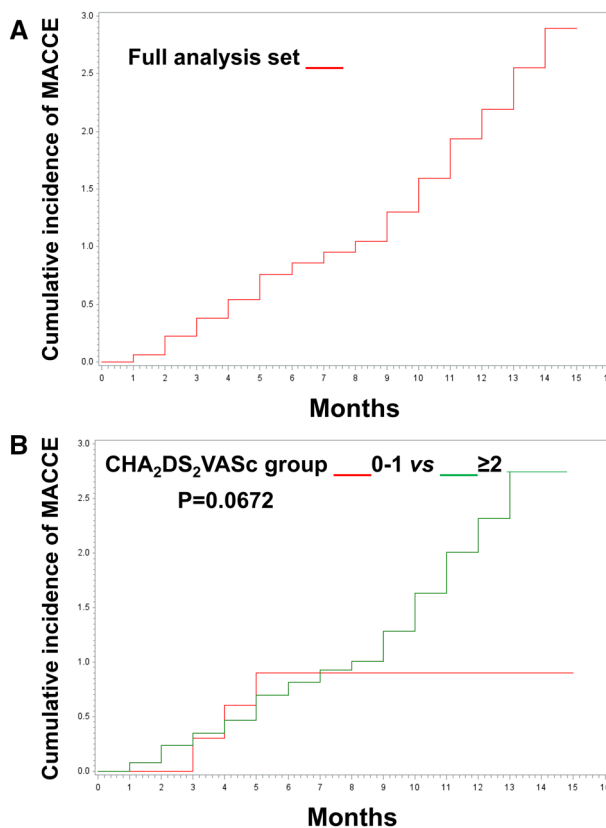 A
Cumulative incidence of MACCE
3.0
2.5
2.0
1.5
1.0
0.5
0.0
Full analysis set
0 1 2 3 4 5 6 7 8 9 10 11 12 13 14 15 16
Months
B
Cumulative incidence of MACCE
3.0
2.5
2.0
1.5
1.0
0.5
0.0
CHA₂DS₂VASc group 0-1 vs ≥2
P=0.0672
0 1 2 3 4 5 6 7 8 9 10 11 12 13 14 15 16
Months